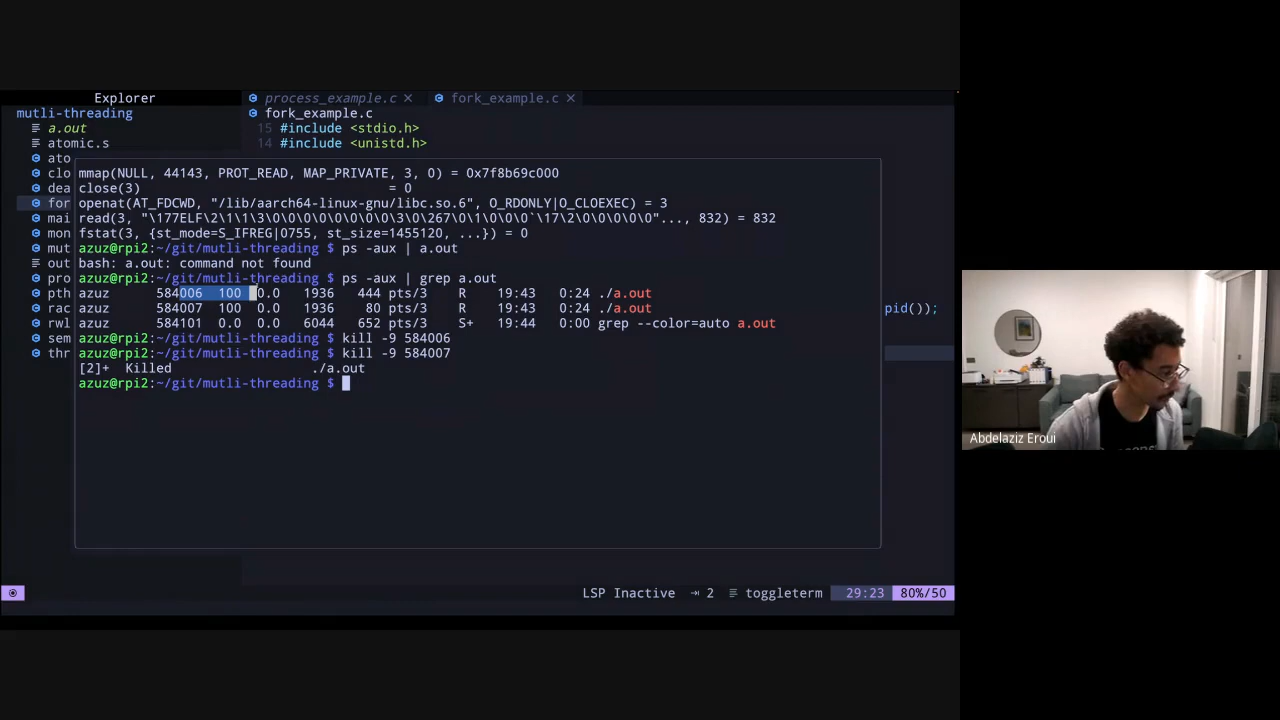 Explorer
process_example.c ×
fork_example.c ×
mutli-threading
fork_example.c
a.out
15 #include <stdio.h>
atomic.s
14 #include <unistd.h>
ato
clo
dea
for
mai
mon
mut
out
pro
pth
rac
rwl
sem
thr
mmap(NULL, 44143, PROT_READ, MAP_PRIVATE, 3, 0) = 0x7f8b69c000
close(3) = 0
openat(AT_FDCWD, "/lib/aarch64-linux-gnu/libc.so.6", O_RDONLY|O_CLOEXEC) = 3
read(3, "\177ELF\2\1\1\3\0\0\0\0\0\0\0\0\3\0\267\0\1\0\0\0`\17\2\0\0\0\0\0"..., 832) = 832
fstat(3, {st_mode=S_IFREG|0755, st_size=1455120, ...}) = 0
azuz@rpi2:~/git/mutli-threading $ ps -aux | a.out
bash: a.out: command not found
azuz@rpi2:~/git/mutli-threading $ ps -aux | grep a.out
azuz 584006 100 0.0 1936 444 pts/3 R 19:43 0:24 ./a.out
azuz 584007 100 0.0 1936 80 pts/3 R 19:43 0:24 ./a.out
azuz 584101 0.0 0.0 6044 652 pts/3 S+ 19:44 0:00 grep --color=auto a.out
azuz@rpi2:~/git/mutli-threading $ kill -9 584006
azuz@rpi2:~/git/mutli-threading $ kill -9 584007
[2]+ Killed ./a.out
azuz@rpi2:~/git/mutli-threading $
pid());
LSP Inactive ⇥ 2 toggleterm 29:23 80%/50
Abdelaziz Eroui